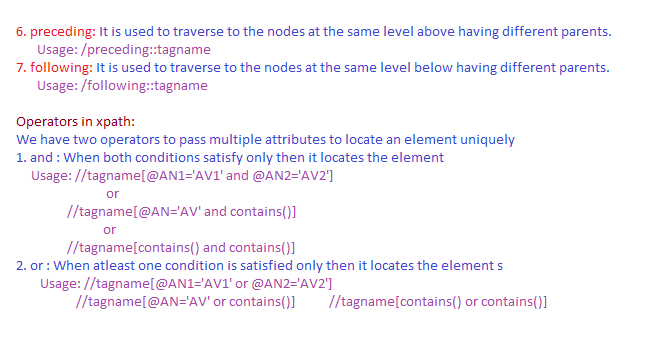 6. preceding: It is used to traverse to the nodes at the same level above having different parents.
Usage: /preceding::tagname
7. following: It is used to traverse to the nodes at the same level below having different parents.
Usage: /following::tagname
Operators in xpath:
We have two operators to pass multiple attributes to locate an element uniquely
1. and : When both conditions satisfy only then it locates the element
Usage: //tagname[@AN1='AV1' and @AN2='AV2']
or
//tagname[@AN='AV' and contains()]
or
//tagname[contains() and contains()]
2. or : When atleast one condition is satisfied only then it locates the element s
Usage: //tagname[@AN1='AV1' or @AN2='AV2']
//tagname[@AN='AV' or contains()] //tagname[contains() or contains()]